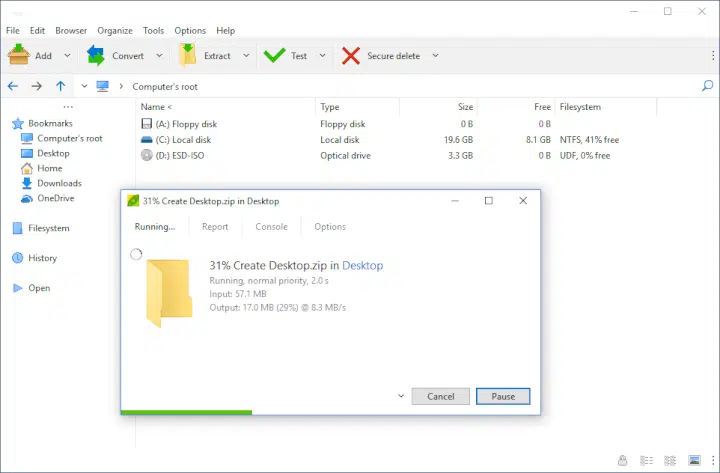 File Edit Browser Organize Tools Options Help
Add Convert Extract Test Secure delete
Computer's root
Name < Type Size Free Filesystem
Bookmarks
Computer's root
Desktop
Home
Downloads
OneDrive
Filesystem
History
Open
(A:) Floppy disk Floppy disk 0 B 0 B
(C:) Local disk Local disk 19.6 GB 8.1 GB NTFS, 41% free
(D:) ESD-ISO Optical drive 3.3 GB 0 B UDF, 0% free
31% Create Desktop.zip in Desktop
Running... Report Console Options
31% Create Desktop.zip in Desktop
Running, normal priority, 2.0 s
Input: 57.1 MB
Output: 17.0 MB (29%) @ 8.3 MB/s
Cancel Pause